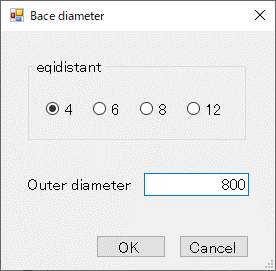 Bace diameter
eqidistant
4 6 8 12
Outer diameter 800
OK Cancel